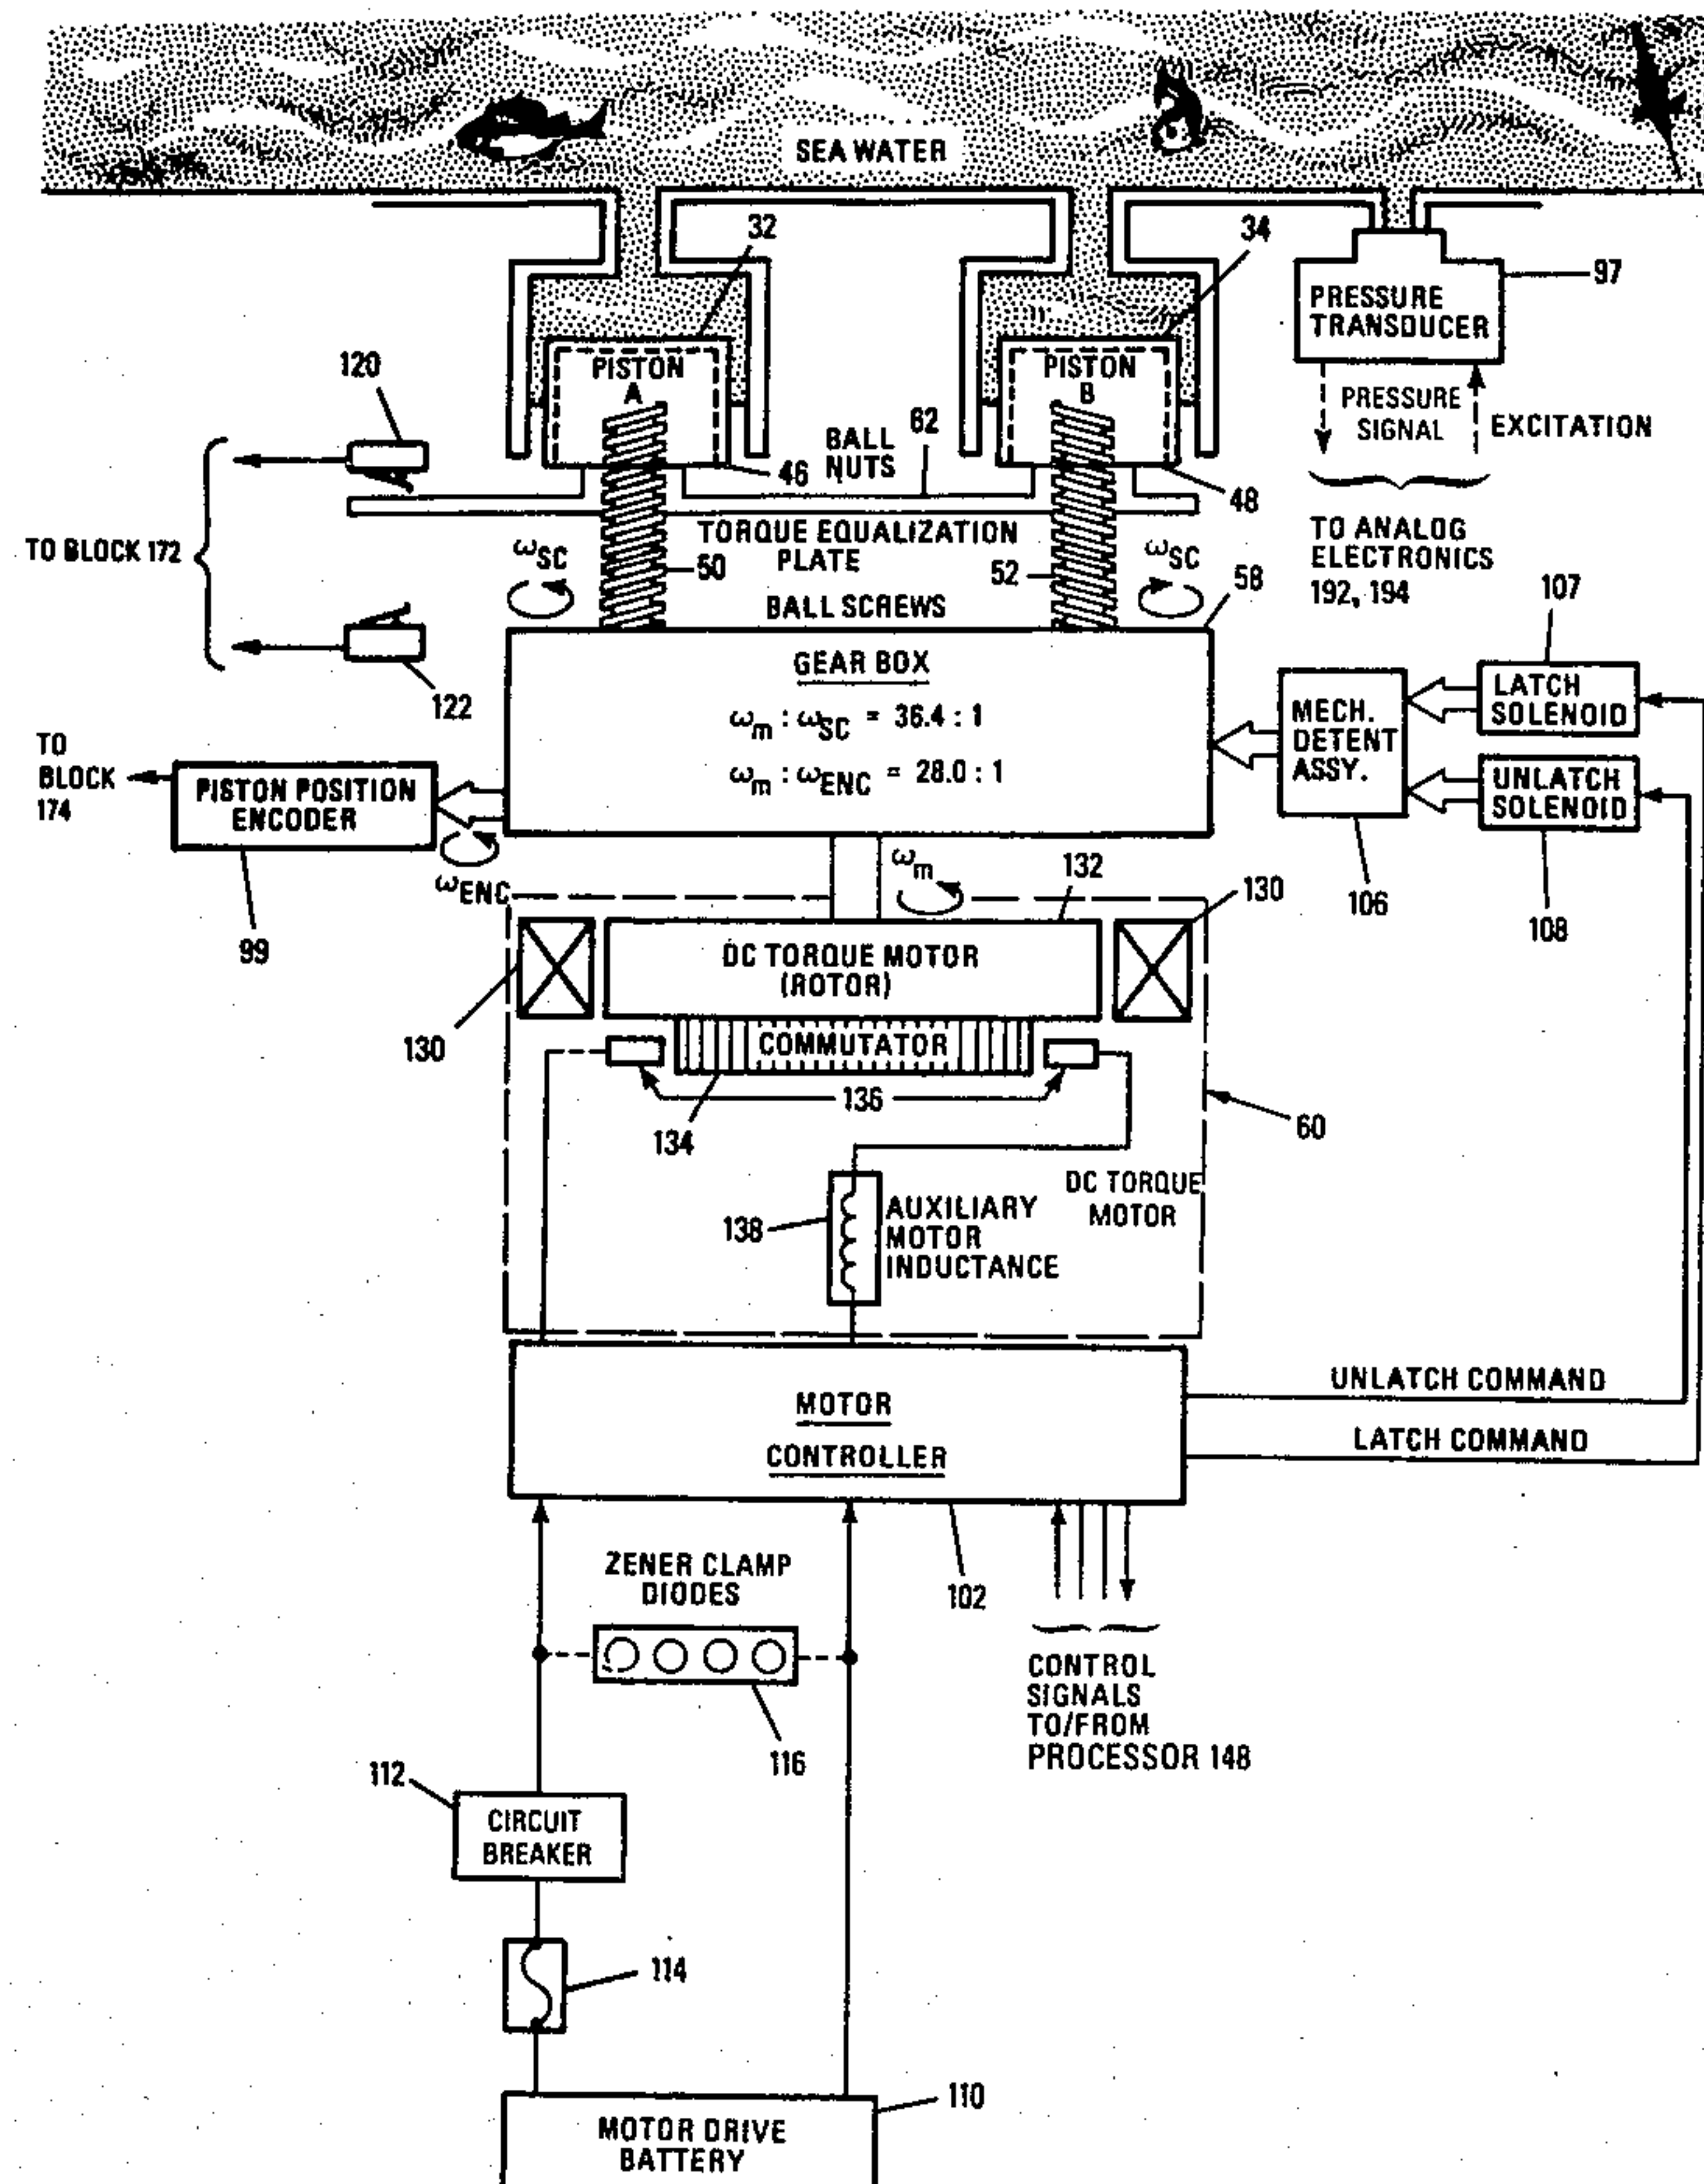 SEA WATER
32
34
97
PRESSURE
TRANSDUCER
PISTON
A
PISTON
B
120
PRESSURE
SIGNAL
EXCITATION
BALL
NUTS
62
46
48
TO BLOCK 172
TORQUE EQUALIZATION
PLATE
ωSC
50
52
ωSC
TO ANALOG
ELECTRONICS
192, 194
BALL SCREWS
58
107
122
GEAR BOX
ωm : ωSC = 36.4 : 1
ωm : ωENC = 28.0 : 1
MECH.
DETENT
ASSY.
LATCH
SOLENOID
UNLATCH
SOLENOID
TO
BLOCK
174
PISTON POSITION
ENCODER
ωENC
ωm
132
130
106
108
99
DC TORQUE MOTOR
(ROTOR)
130
COMMUTATOR
136
134
60
138
AUXILIARY
MOTOR
INDUCTANCE
DC TORQUE
MOTOR
MOTOR
CONTROLLER
UNLATCH COMMAND
LATCH COMMAND
ZENER CLAMP
DIODES
102
CONTROL
SIGNALS
TO/FROM
PROCESSOR 148
116
112
CIRCUIT
BREAKER
114
110
MOTOR DRIVE
BATTERY